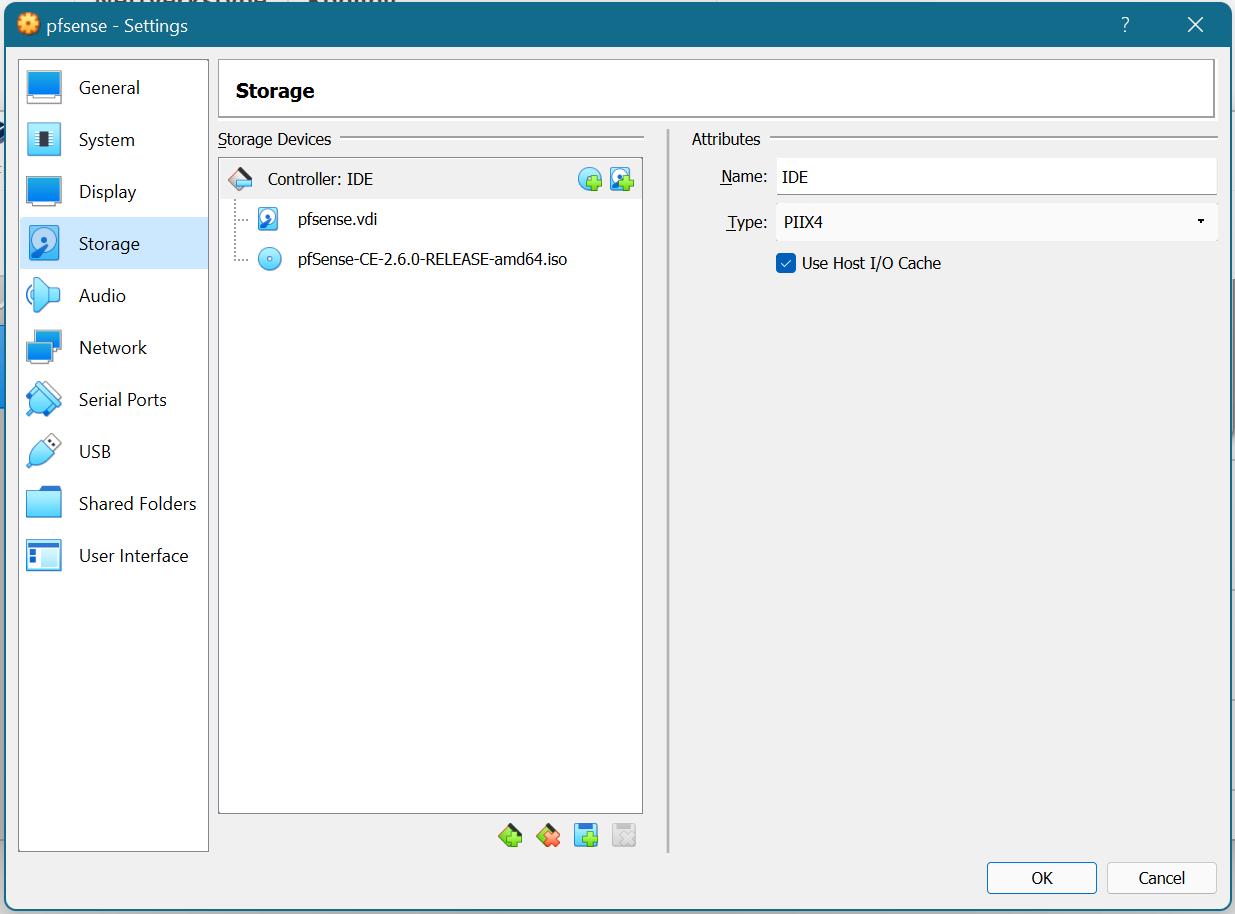 pfsense - Settings
?
General
System
Display
Storage
Audio
Network
Serial Ports
USB
Shared Folders
User Interface
Storage
Storage Devices
Controller: IDE
pfsense.vdi
pfSense-CE-2.6.0-RELEASE-amd64.iso
Attributes
Name: IDE
Type: PIIX4
Use Host I/O Cache
OK
Cancel